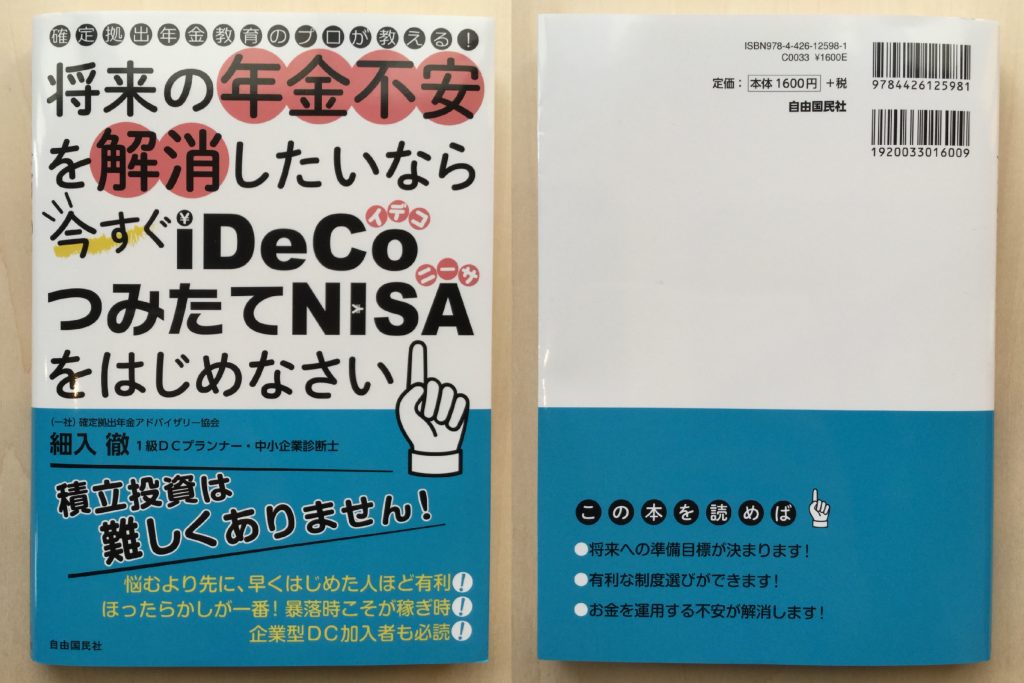 確定拠出年金教育のプロが教える！
将来の年金不安
を解消したいなら
今すぐiDeCo
イデコ
つみたてNISA
ニーサ
をはじめなさい
（一社）確定拠出年金アドバイザリー協会
細入 徹 1級DCプランナー・中小企業診断士
積立投資は
難しくありません！
悩むより先に、早くはじめた人ほど有利！
ほったらかしが一番！暴落時こそが稼ぎ時！
企業型DC加入者も必読！
自由国民社
ISBN978-4-426-12598-1
C0033 ¥1600E
定価：本体1600円＋税
自由国民社
9784426125981
1920033016009
この本を読めば
●将来への準備目標が決まります！
●有利な制度選びができます！
●お金を運用する不安が解消します！